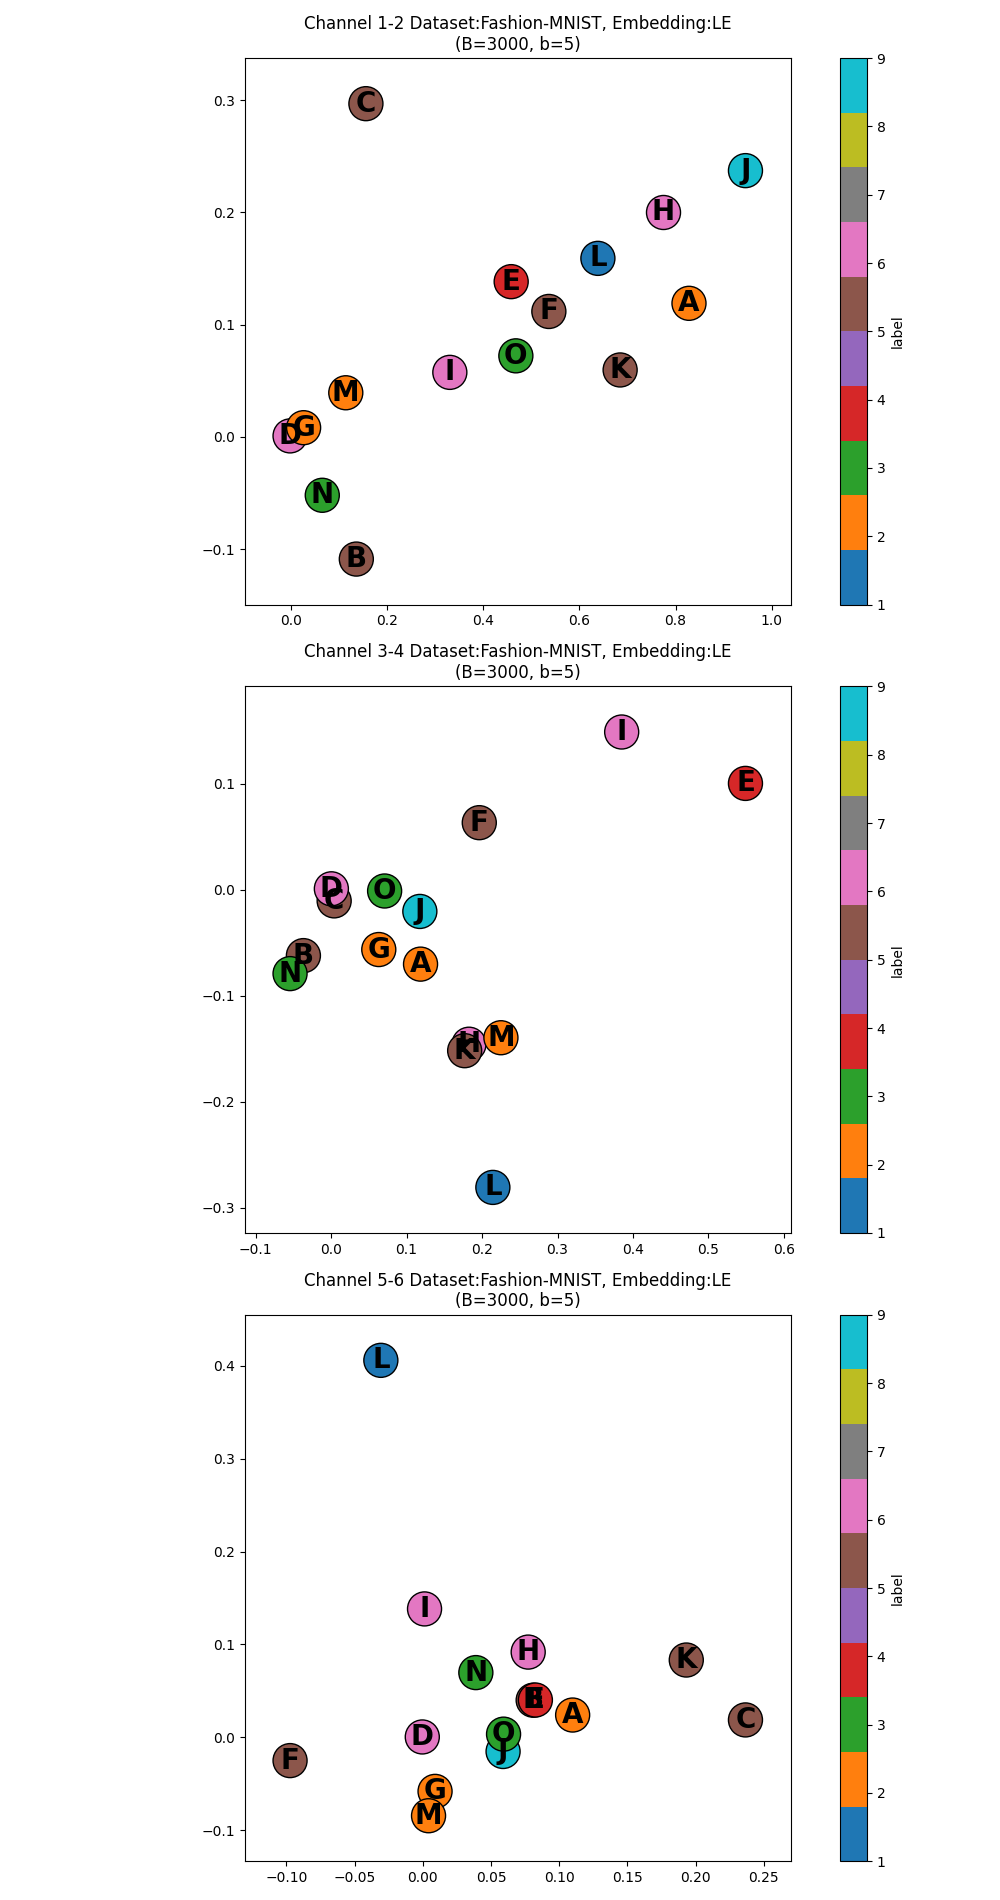 Channel 1-2 Dataset:Fashion-MNIST, Embedding:LE
(B=3000, b=5)
C
J
H
L
E
A
F
O
K
I
M
G
D
N
B
0.3
0.2
0.1
0.0
−0.1
0.0 0.2 0.4 0.6 0.8 1.0
9
8
7
6
5
4
3
2
1
label
Channel 3-4 Dataset:Fashion-MNIST, Embedding:LE
(B=3000, b=5)
I
E
F
D
O
C
J
G
B
A
N
M
H
K
L
0.1
0.0
−0.1
−0.2
−0.3
−0.1 0.0 0.1 0.2 0.3 0.4 0.5 0.6
9
8
7
6
5
4
3
2
1
label
Channel 5-6 Dataset:Fashion-MNIST, Embedding:LE
(B=3000, b=5)
L
I
H
K
N
E
A
C
O
D
J
F
G
M
0.4
0.3
0.2
0.1
0.0
−0.1
−0.10 −0.05 0.00 0.05 0.10 0.15 0.20 0.25
9
8
7
6
5
4
3
2
1
label